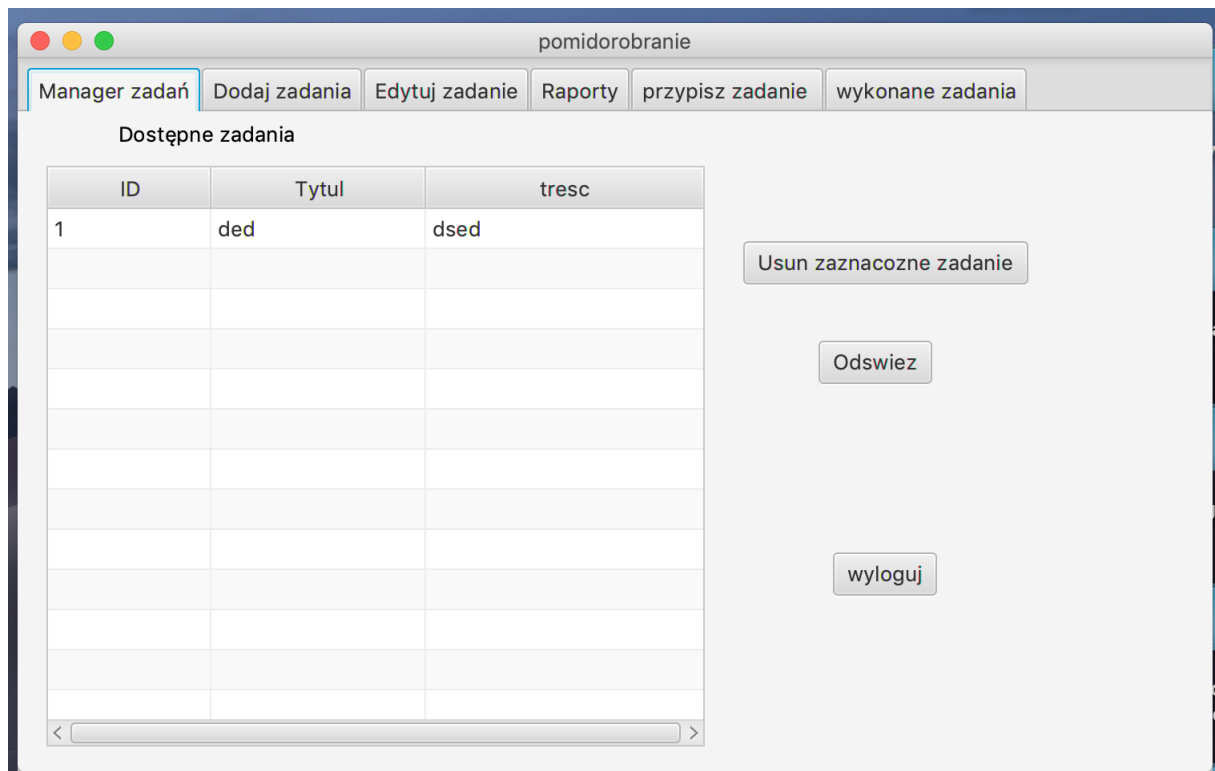 pomidorobranie
Manager zadań Dodaj zadania Edytuj zadanie Raporty przypisz zadanie wykonane zadania
Dostępne zadania
ID Tytul tresc
1 ded dsed
Usun zaznacozne zadanie
Odswiez
wyloguj